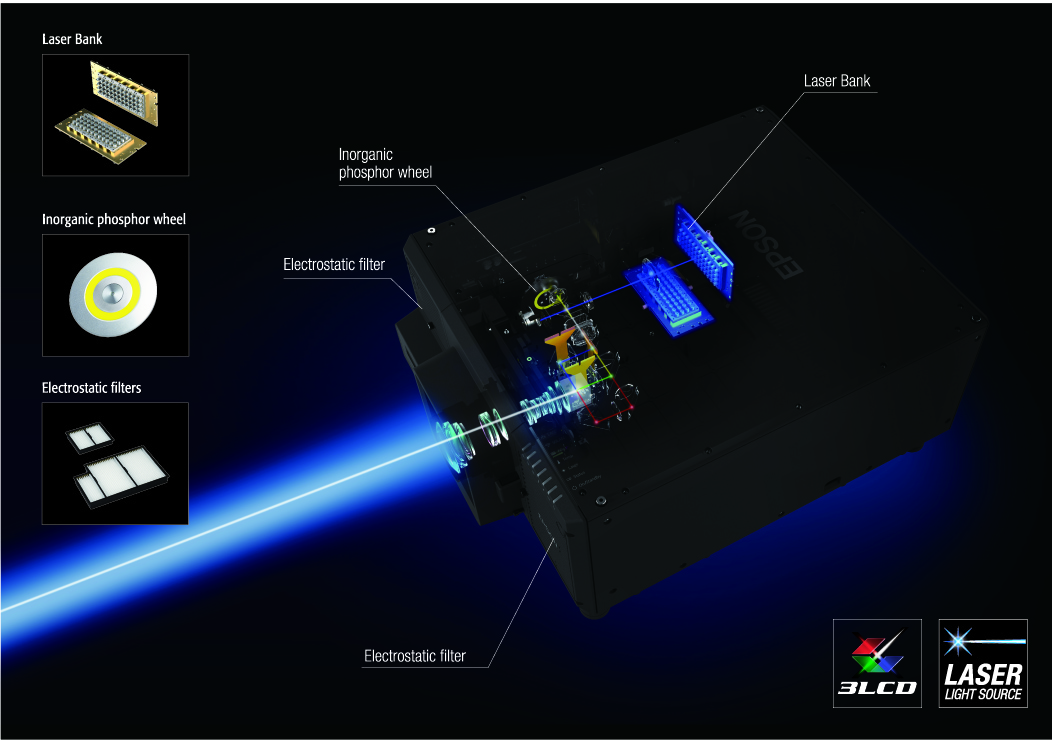 Laser Bank
Inorganic phosphor wheel
Electrostatic filters
Laser Bank
Inorganic
phosphor wheel
Electrostatic filter
EPSON
Electrostatic filter
3LCD
LASER
LIGHT SOURCE